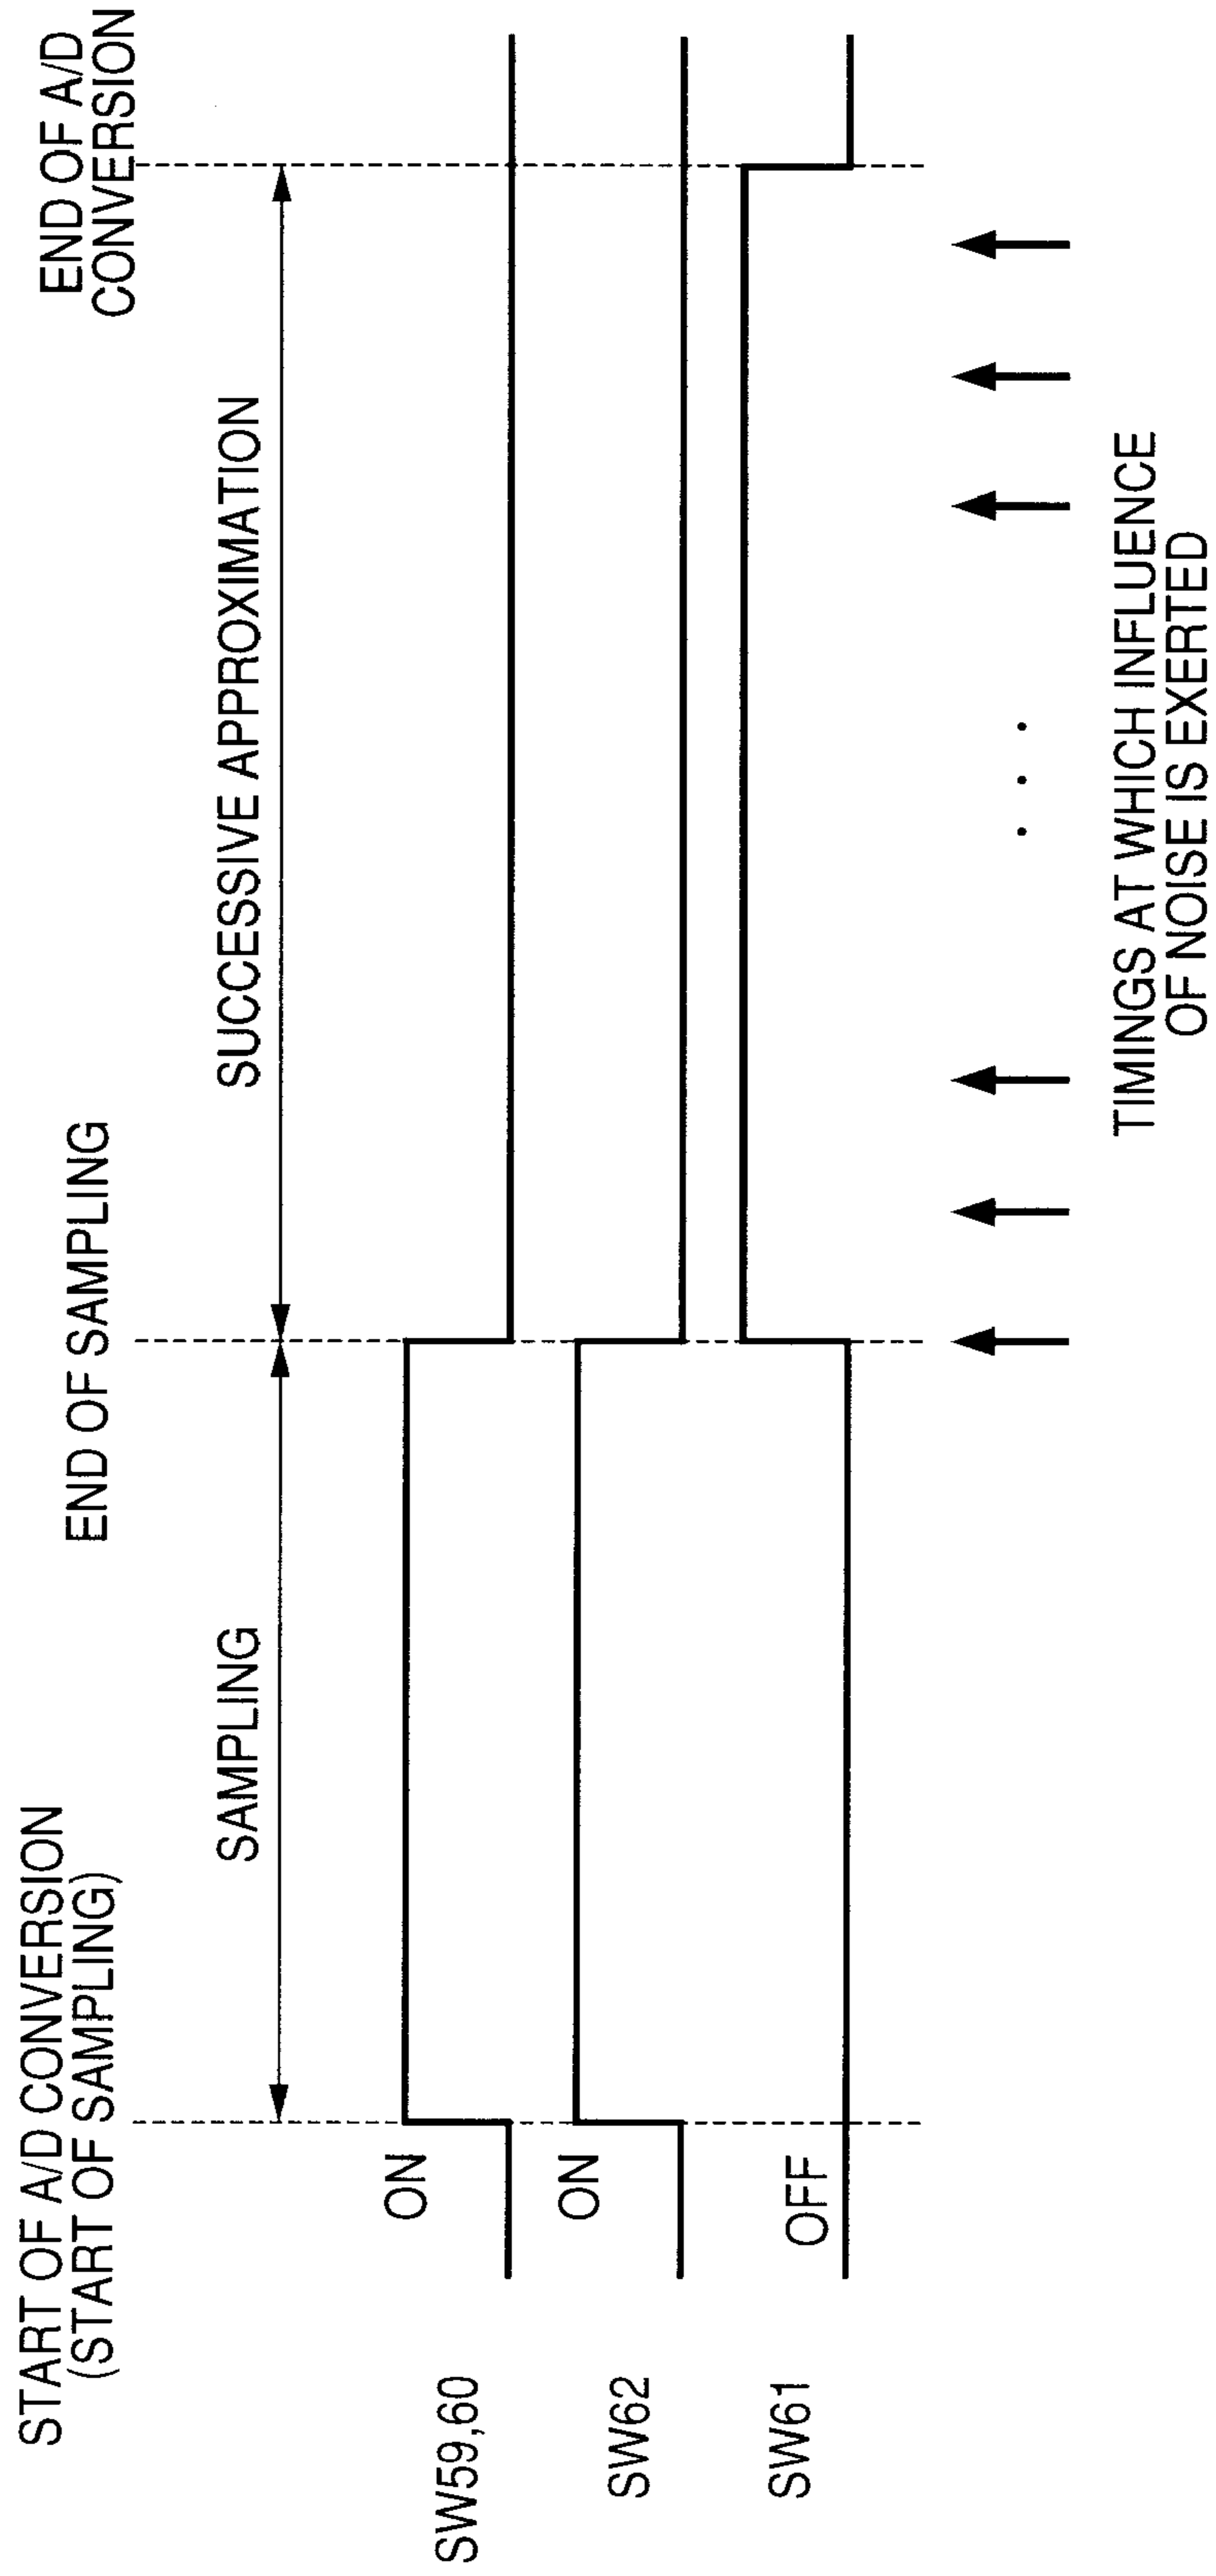 START OF A/D CONVERSION
(START OF SAMPLING)
END OF SAMPLING
END OF A/D
CONVERSION
SAMPLING
SUCCESSIVE APPROXIMATION
SW59,60
ON
SW62
ON
SW61
OFF
TIMINGS AT WHICH INFLUENCE
OF NOISE IS EXERTED